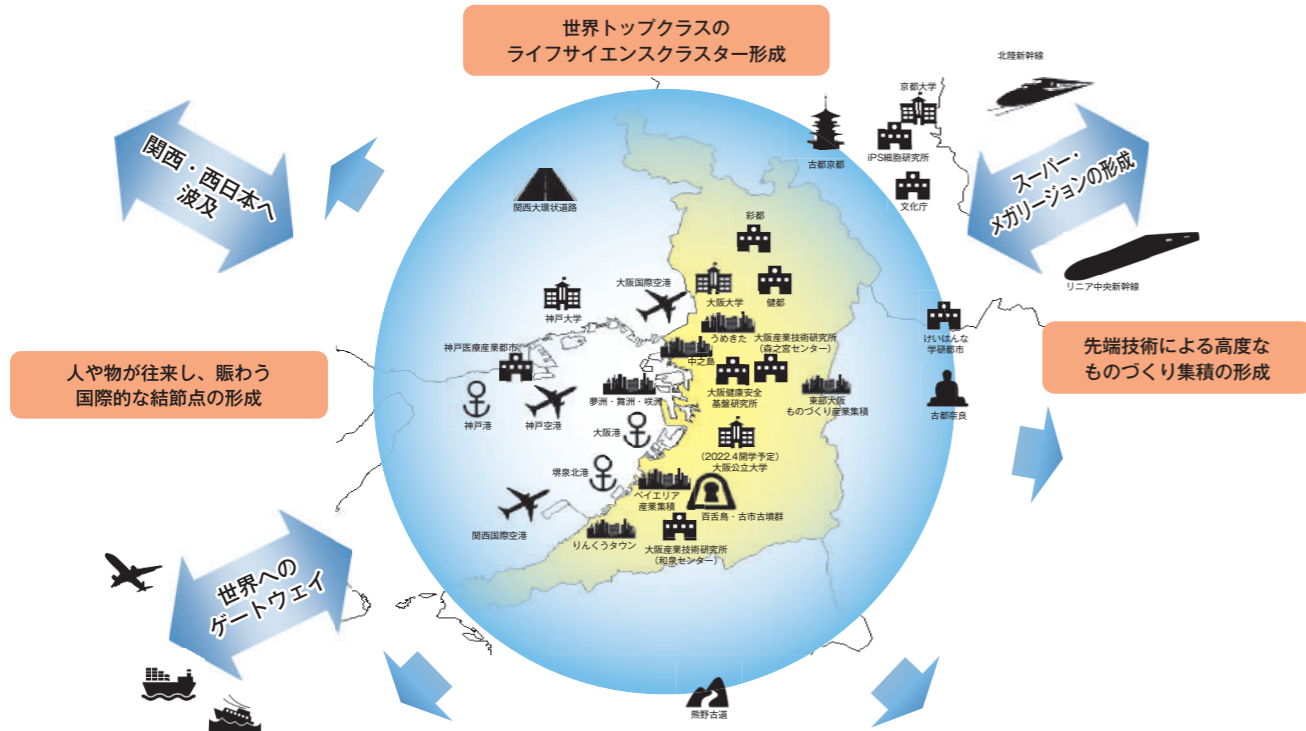 世界トップクラスの
ライフサイエンスクラスター形成
北陸新幹線
京都大学
iPS細胞研究所
古都京都
文化庁
関西・西日本へ
波及
スーパー・
メガリージョンの形成
関西大環状道路
彩都
リニア中央新幹線
大阪国際空港
大阪大学
健都
神戸大学
うめきた
大阪産業技術研究所
(森之宮センター)
けいはんな
学研都市
神戸医療産業都市
中之島
人や物が往来し、賑わう
国際的な結節点の形成
先端技術による高度な
ものづくり集積の形成
夢洲・舞洲・咲洲
大阪健康安全
基盤研究所
東部大阪
ものづくり産業集積
古都奈良
神戸港
神戸空港
大阪港
(2022.4開学予定)
大阪公立大学
堺泉北港
ベイエリア
産業集積
百舌鳥・古市古墳群
関西国際空港
りんくうタウン
大阪産業技術研究所
(和泉センター)
世界への
ゲートウェイ
熊野古道